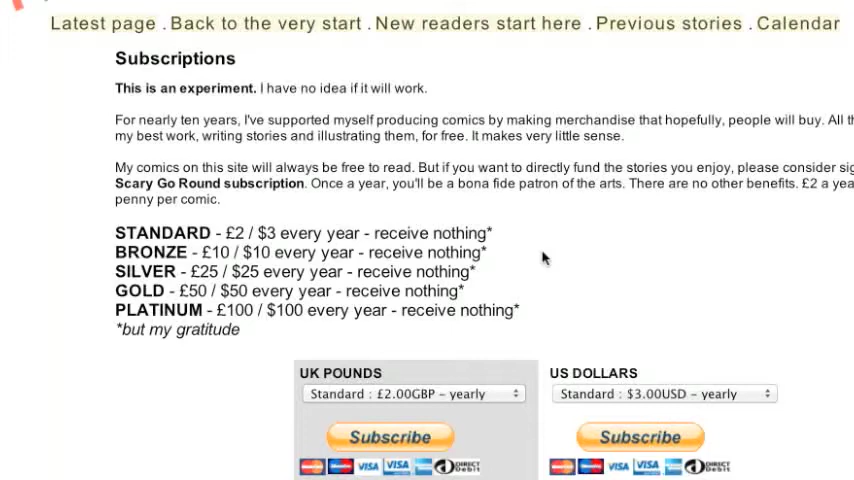 Latest page . Back to the very start . New readers start here . Previous stories . Calendar
Subscriptions
This is an experiment. I have no idea if it will work.
For nearly ten years, I've supported myself producing comics by making merchandise that hopefully, people will buy. All
my best work, writing stories and illustrating them, for free. It makes very little sense.
My comics on this site will always be free to read. But if you want to directly fund the stories you enjoy, please consider
Scary Go Round subscription. Once a year, you'll be a bona fide patron of the arts. There are no other benefits. £2 a
penny per comic.
STANDARD - £2 / $3 every year - receive nothing*
BRONZE - £10 / $10 every year - receive nothing*
SILVER - £25 / $25 every year - receive nothing*
GOLD - £50 / $50 every year - receive nothing*
PLATINUM - £100 / $100 every year - receive nothing*
*but my gratitude
UK POUNDS
Standard : £2.00GBP – yearly
Subscribe
VISA VISA DIRECT Debit
US DOLLARS
Standard : $3.00USD – yearly
Subscribe
VISA VISA DIRECT Debit